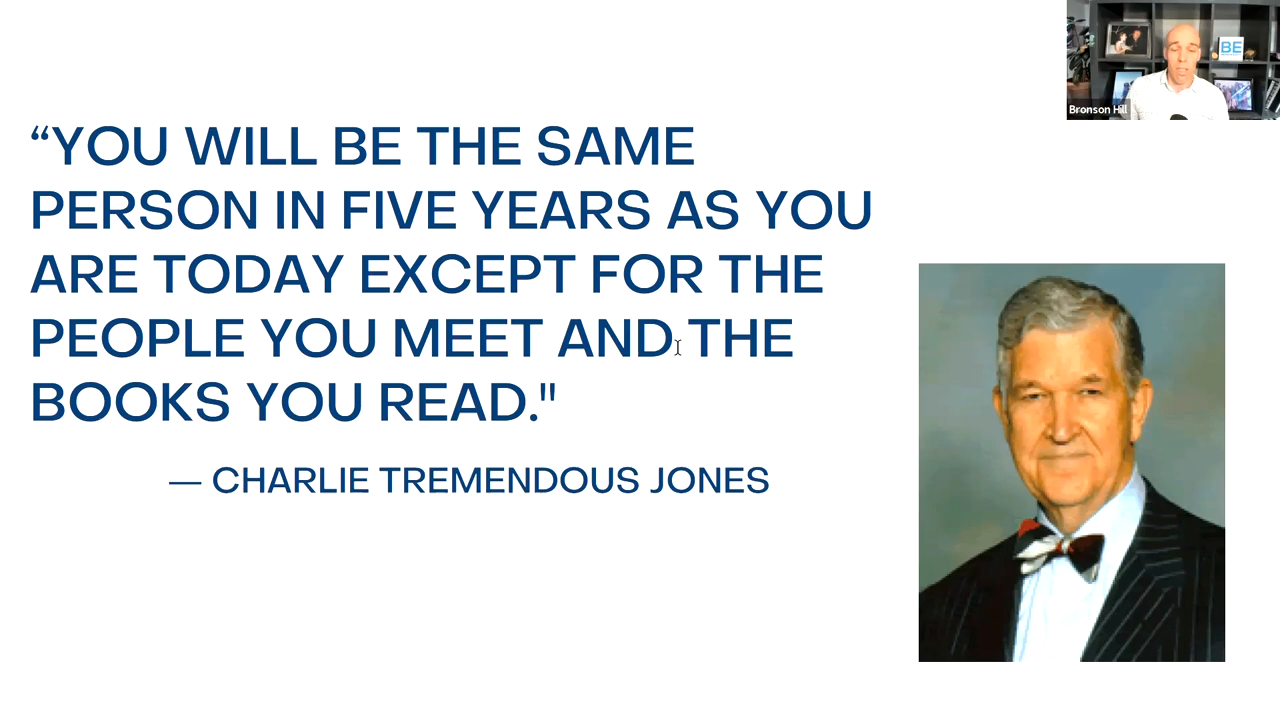 “YOU WILL BE THE SAME
PERSON IN FIVE YEARS AS YOU
ARE TODAY EXCEPT FOR THE
PEOPLE YOU MEET AND THE
BOOKS YOU READ."
— CHARLIE TREMENDOUS JONES
BE
Bronson Hill